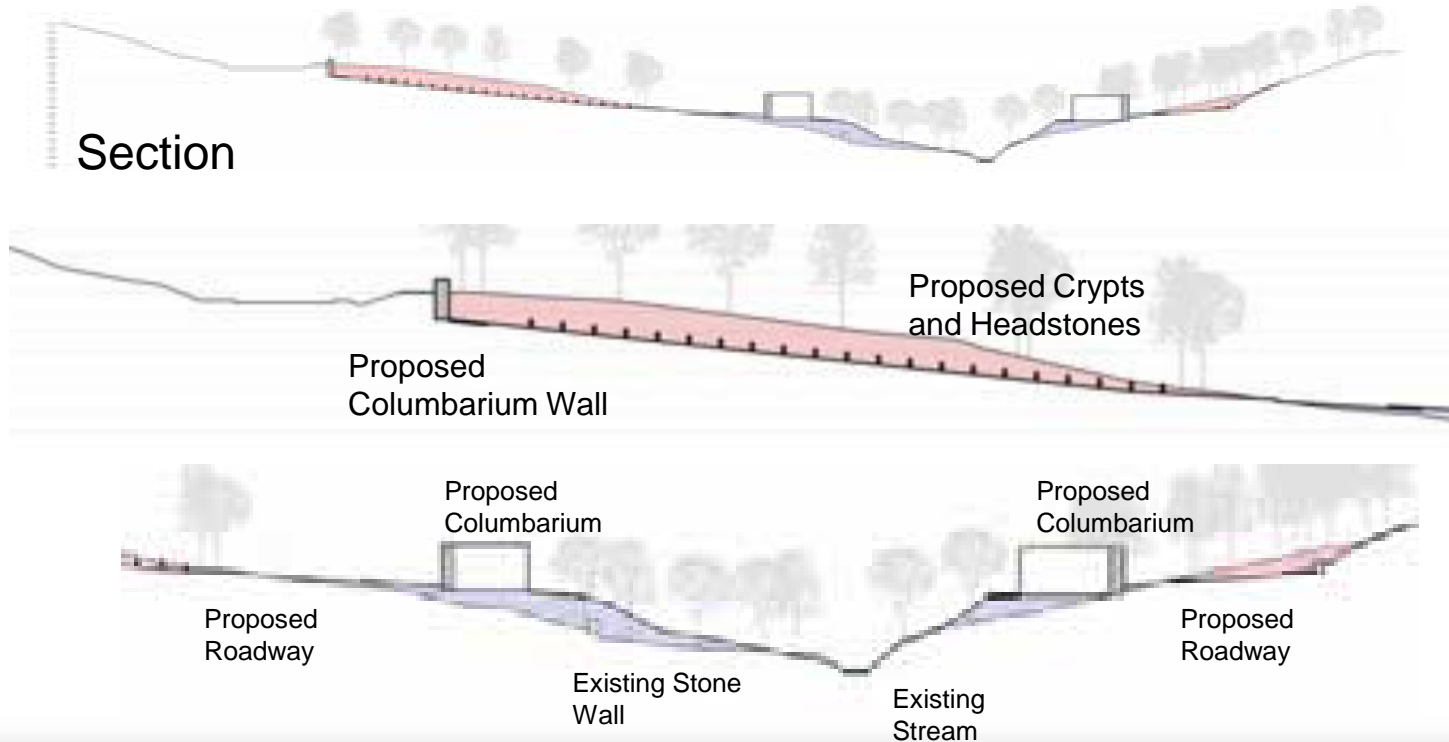 Section
Proposed Crypts
and Headstones
Proposed
Columbarium Wall
Proposed
Columbarium
Proposed
Columbarium
Proposed
Roadway
Proposed
Roadway
Existing Stone
Wall
Existing
Stream